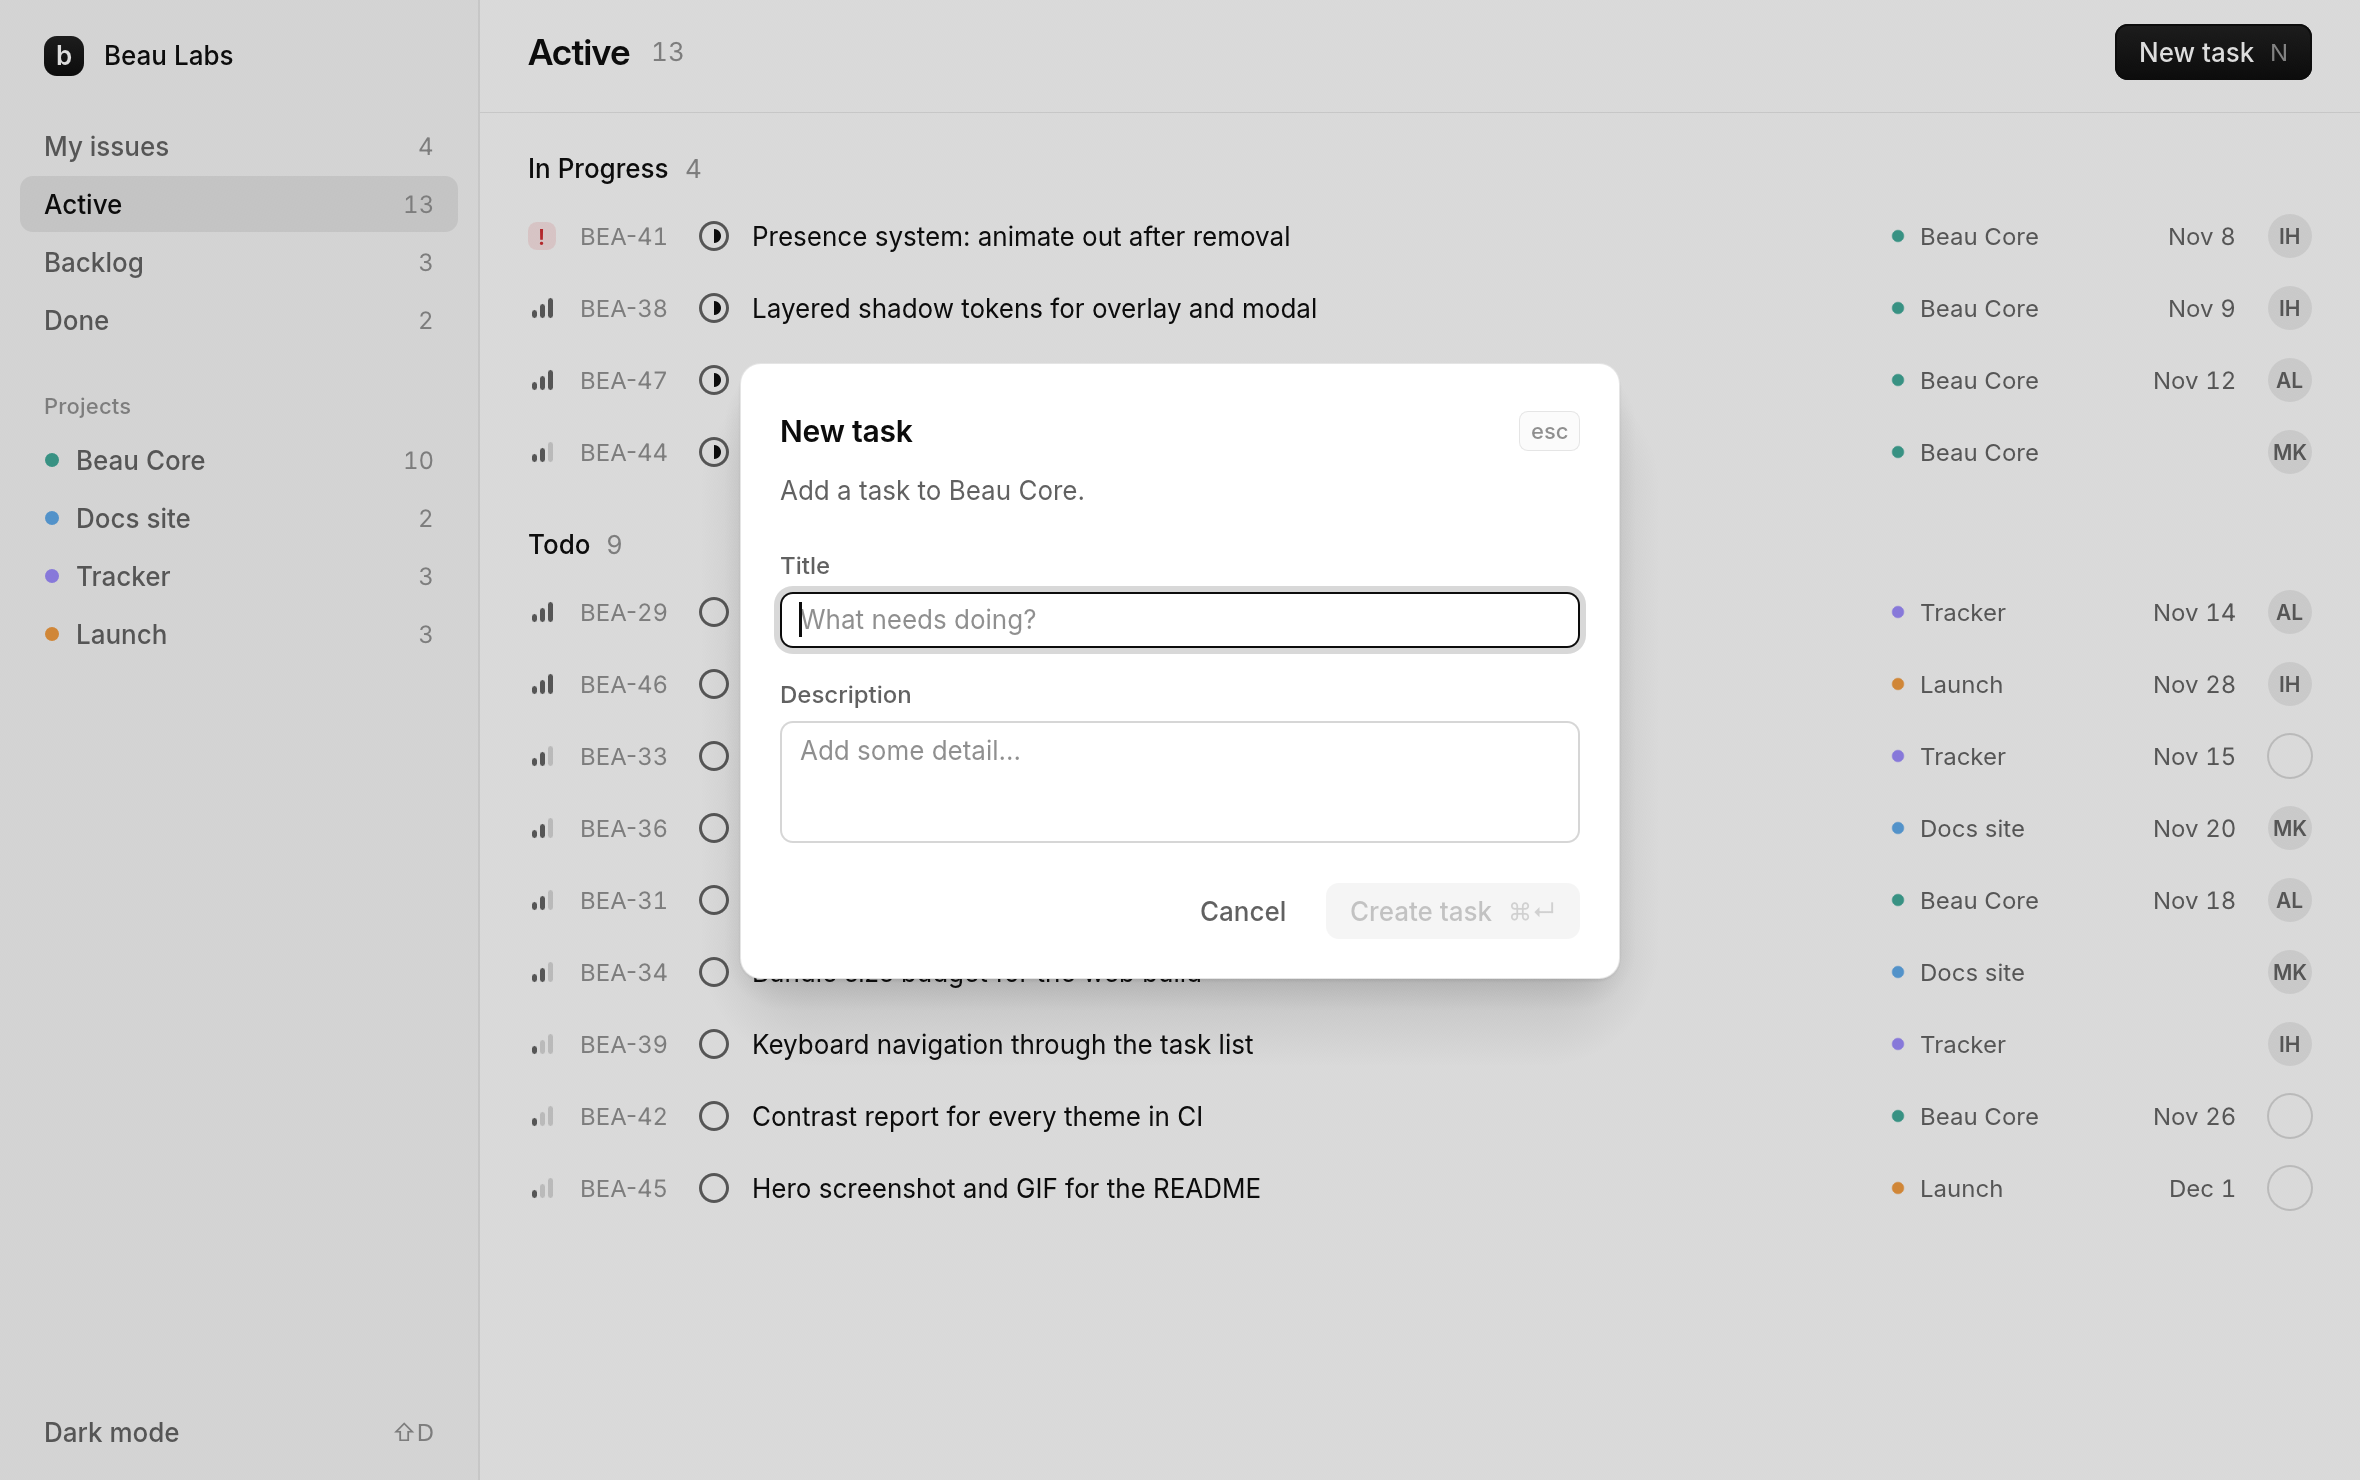 b Beau Labs
My issues 4
Active 13
Backlog 3
Done 2
Projects
Beau Core 10
Docs site 2
Tracker 3
Launch 3
Dark mode ⇧D
Active 13
New task N
In Progress 4
! BEA-41 Presence system: animate out after removal Beau Core Nov 8 IH
BEA-38 Layered shadow tokens for overlay and modal Beau Core Nov 9 IH
BEA-47 Beau Core Nov 12 AL
BEA-44 Beau Core MK
Todo 9
BEA-29 Tracker Nov 14 AL
BEA-46 Launch Nov 28 IH
BEA-33 Tracker Nov 15
BEA-36 Docs site Nov 20 MK
BEA-31 Beau Core Nov 18 AL
BEA-34 Bundle size budget for the web build Docs site MK
BEA-39 Keyboard navigation through the task list Tracker IH
BEA-42 Contrast report for every theme in CI Beau Core Nov 26
BEA-45 Hero screenshot and GIF for the README Launch Dec 1
New task esc
Add a task to Beau Core.
Title
What needs doing?
Description
Add some detail...
Cancel Create task ⌘↵